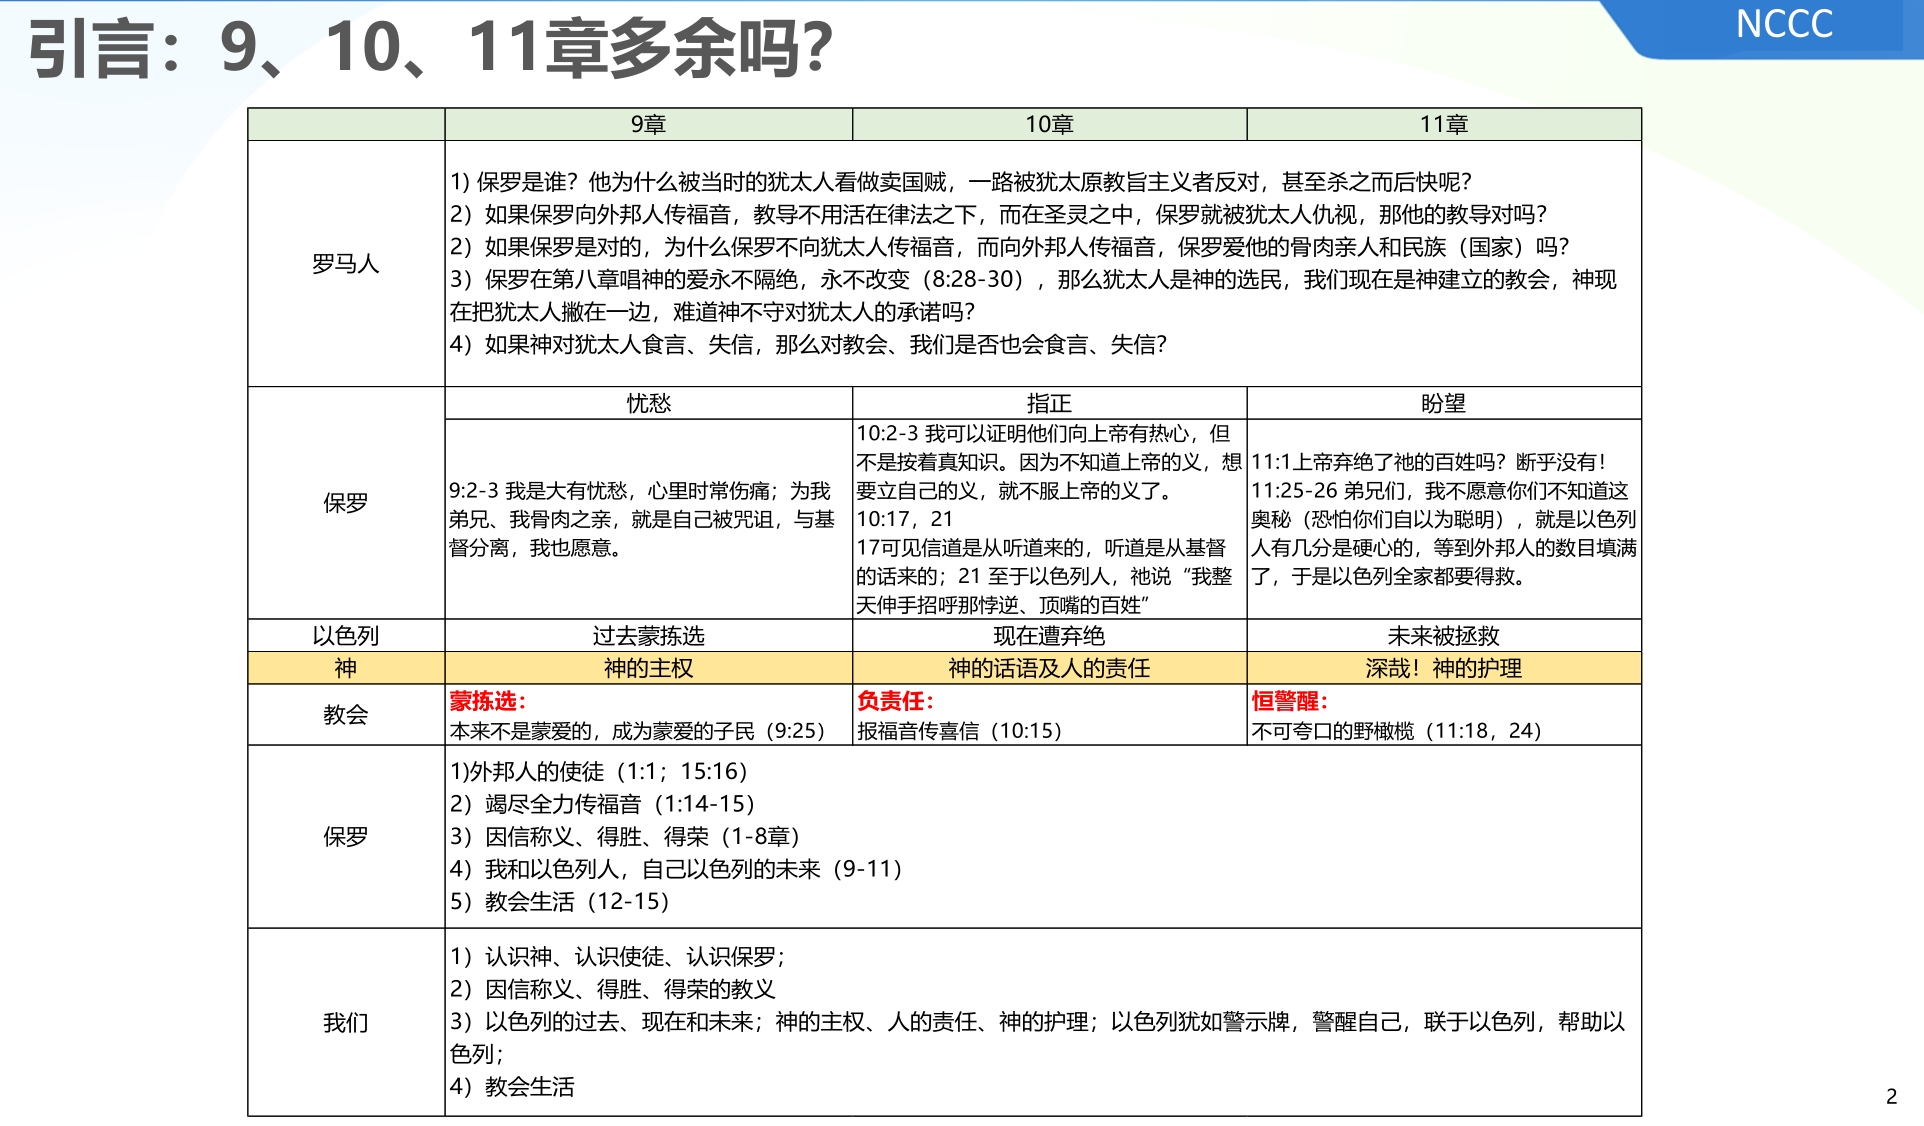 引言：9、10、11章多余吗？
NCCC
9章
10章
11章
罗马人
1) 保罗是谁？他为什么被当时的犹太人看做卖国贼，一路被犹太原教旨主义者反对，甚至杀之而后快呢？
2）如果保罗向外邦人传福音，教导不用活在律法之下，而在圣灵之中，保罗就被犹太人仇视，那他的教导对吗？
2）如果保罗是对的，为什么保罗不向犹太人传福音，而向外邦人传福音，保罗爱他的骨肉亲人和民族（国家）吗？
3）保罗在第八章唱神的爱永不隔绝，永不改变（8:28-30），那么犹太人是神的选民，我们现在是神建立的教会，神现
在把犹太人撇在一边，难道神不守对犹太人的承诺吗？
4）如果神对犹太人食言、失信，那么对教会、我们是否也会食言、失信？
保罗
忧愁
指正
盼望
9:2-3 我是大有忧愁，心里时常伤痛；为我
弟兄、我骨肉之亲，就是自己被咒诅，与基
督分离，我也愿意。
10:2-3 我可以证明他们向上帝有热心，但
不是按着真知识。因为不知道上帝的义，想
要立自己的义，就不服上帝的义了。
10:17，21
17可见信道是从听道来的，听道是从基督
的话来的；21 至于以色列人，祂说“我整
天伸手招呼那悖逆、顶嘴的百姓”
11:1上帝弃绝了祂的百姓吗？断乎没有！
11:25-26 弟兄们，我不愿意你们不知道这
奥秘（恐怕你们自以为聪明），就是以色列
人有几分是硬心的，等到外邦人的数目填满
了，于是以色列全家都要得救。
以色列
过去蒙拣选
现在遭弃绝
未来被拯救
神
神的主权
神的话语及人的责任
深哉！神的护理
教会
蒙拣选：
本来不是蒙爱的，成为蒙爱的子民（9:25）
负责任：
报福音传喜信（10:15）
恒警醒：
不可夸口的野橄榄（11:18，24）
保罗
1)外邦人的使徒（1:1；15:16）
2）竭尽全力传福音（1:14-15）
3）因信称义、得胜、得荣（1-8章）
4）我和以色列人，自己以色列的未来（9-11）
5）教会生活（12-15）
我们
1）认识神、认识使徒、认识保罗；
2）因信称义、得胜、得荣的教义
3）以色列的过去、现在和未来；神的主权、人的责任、神的护理；以色列犹如警示牌，警醒自己，联于以色列，帮助以
色列；
4）教会生活
2